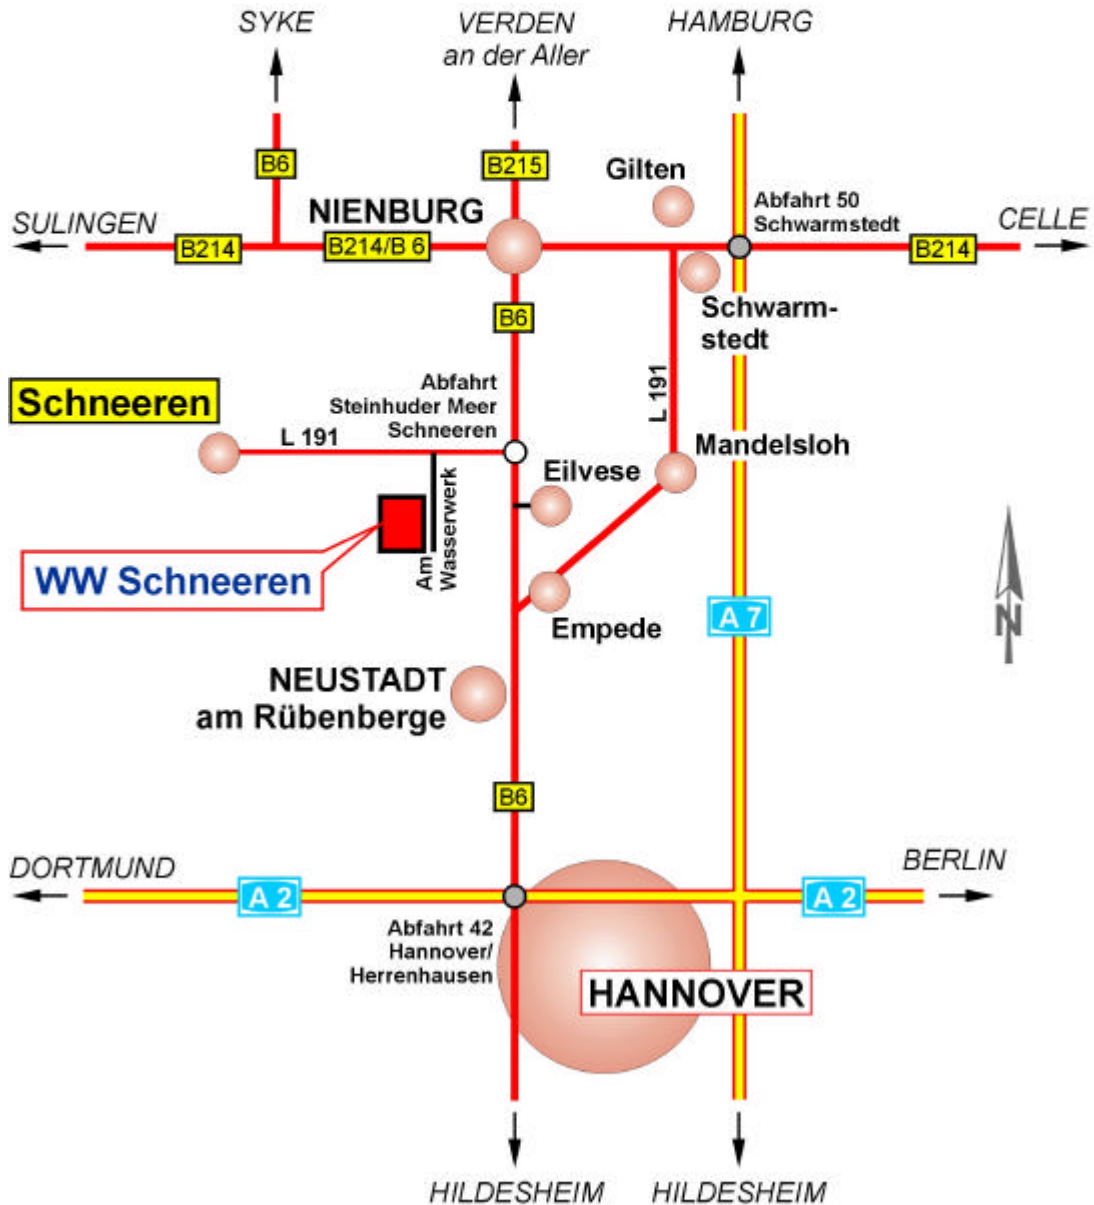 SYKE
VERDEN
an der Aller
HAMBURG
B6
B215
Gilten
NIENBURG
Abfahrt 50
Schwarmstedt
SULINGEN
CELLE
B214
B214/B 6
B214
Schwarm-
stedt
B6
Schneeren
Abfahrt
Steinhuder Meer
Schneeren
L 191
L 191
Mandelsloh
Eilvese
Am
Wasserwerk
WW Schneeren
Empede
A 7
N
NEUSTADT
am Rübenberge
B6
DORTMUND
BERLIN
A 2
A 2
Abfahrt 42
Hannover/
Herrenhausen
HANNOVER
HILDESHEIM
HILDESHEIM